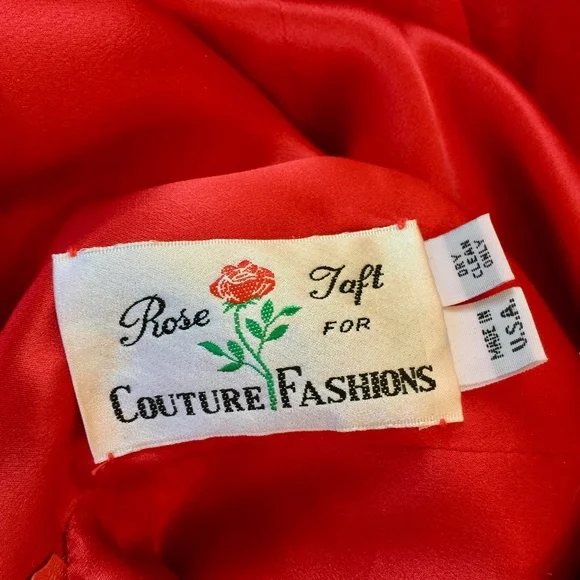 Rose Taft
FOR
COUTURE FASHIONS
DRY
CLEAN
ONLY
MADE IN
U.S.A.